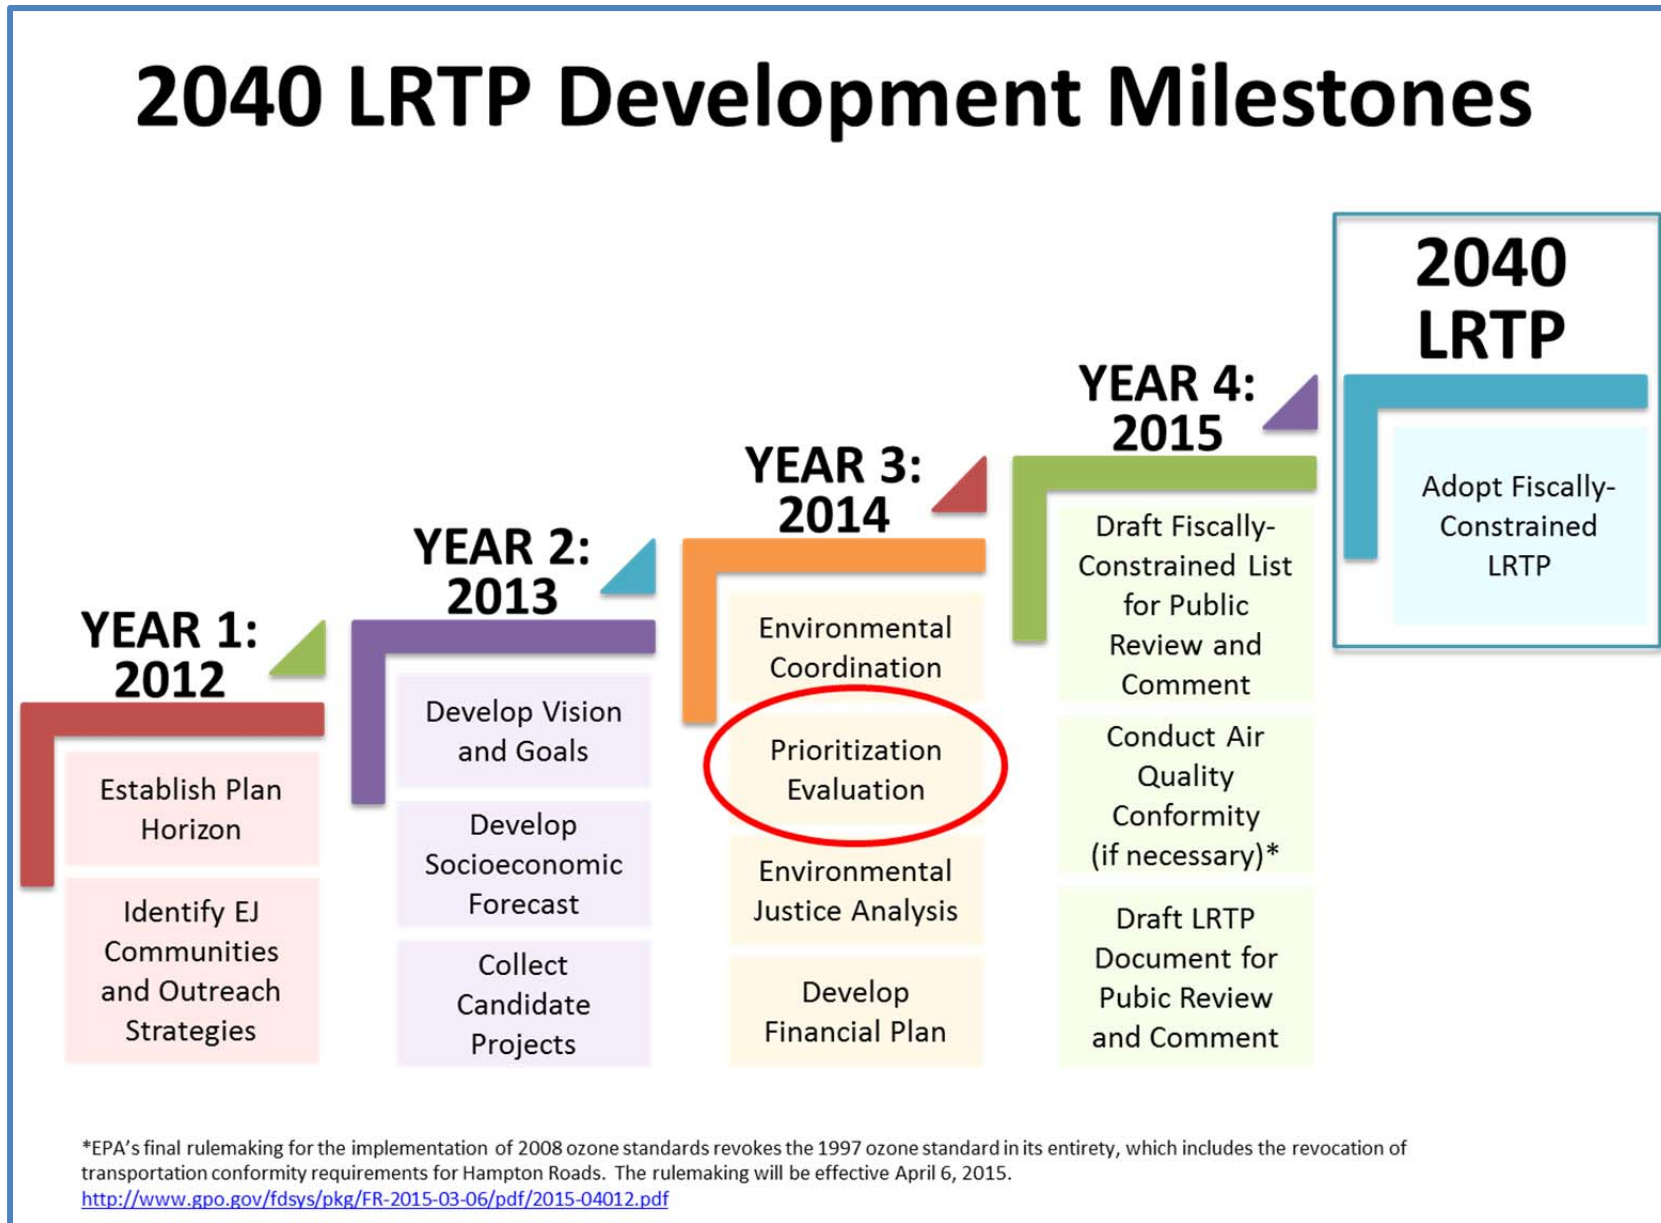 2040 LRTP Development Milestones
YEAR 1:
2012
Establish Plan
Horizon
Identify EJ
Communities
and Outreach
Strategies
YEAR 2:
2013
Develop Vision
and Goals
Develop
Socioeconomic
Forecast
Collect
Candidate
Projects
YEAR 3:
2014
Environmental
Coordination
Prioritization
Evaluation
Environmental
Justice Analysis
Develop
Financial Plan
YEAR 4:
2015
Draft Fiscally-
Constrained List
for Public
Review and
Comment
Conduct Air
Quality
Conformity
(if necessary)*
Draft LRTP
Document for
Pubic Review
and Comment
2040
LRTP
Adopt Fiscally-
Constrained
LRTP
*EPA's final rulemaking for the implementation of 2008 ozone standards revokes the 1997 ozone standard in its entirety, which includes the revocation of
transportation conformity requirements for Hampton Roads. The rulemaking will be effective April 6, 2015.
http://www.gpo.gov/fdsys/pkg/FR-2015-03-06/pdf/2015-04012.pdf